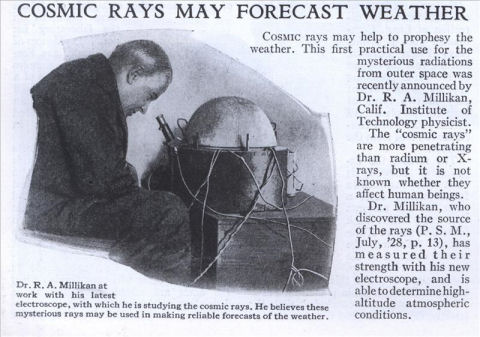 COSMIC RAYS MAY FORECAST WEATHER
COSMIC rays may help to prophesy the
weather. This first practical use for the
mysterious radiations
from outer space was
recently announced by
Dr. R. A. Millikan,
Calif. Institute of
Technology physicist.
The "cosmic rays"
are more penetrating
than radium or X-
rays, but it is not
known whether they
affect human beings.
Dr. Millikan, who
discovered the source
of the rays (P. S. M.,
July, '28, p. 13), has
measured their
strength with his new
electroscope, and is
able to determine high-
altitude atmospheric
conditions.
Dr. R. A. Millikan at
work with his latest
electroscope, with which he is studying the cosmic rays. He believes these
mysterious rays may be used in making reliable forecasts of the weather.